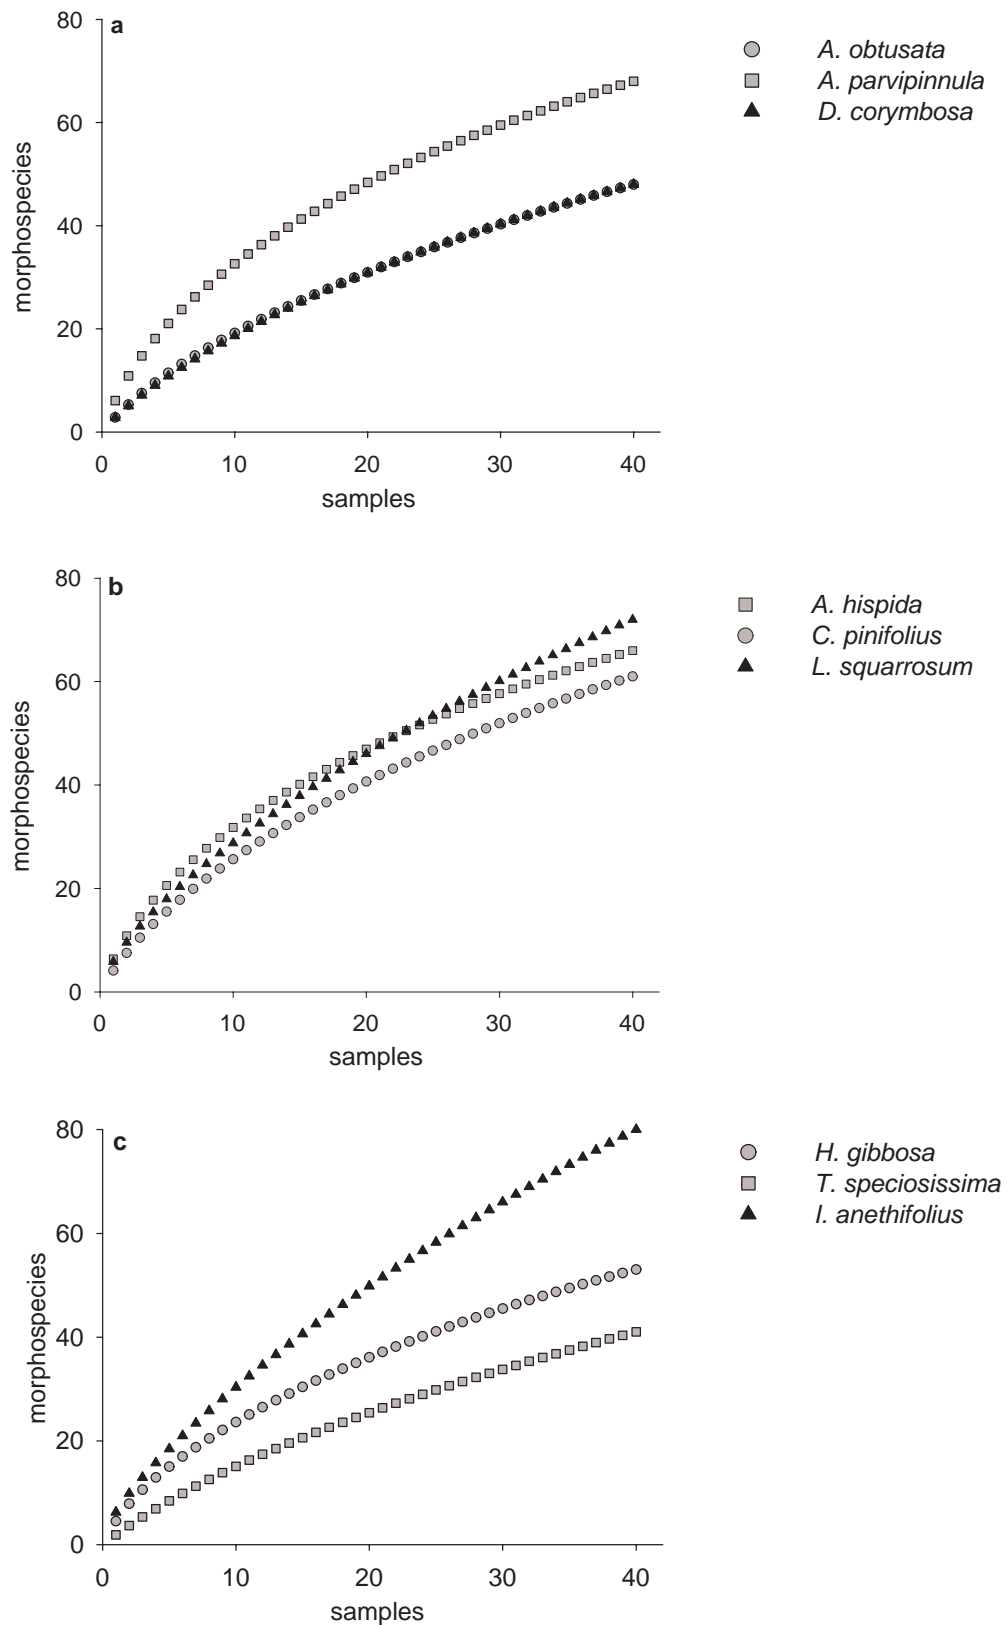 a
80
60
40
20
0
morphospecies
0 10 20 30 40
samples
A. obtusata
A. parvipinnula
D. corymbosa
b
80
60
40
20
0
morphospecies
0 10 20 30 40
samples
A. hispida
C. pinifolius
L. squarrosum
c
80
60
40
20
0
morphospecies
0 10 20 30 40
samples
H. gibbosa
T. speciosissima
I. anethifolius